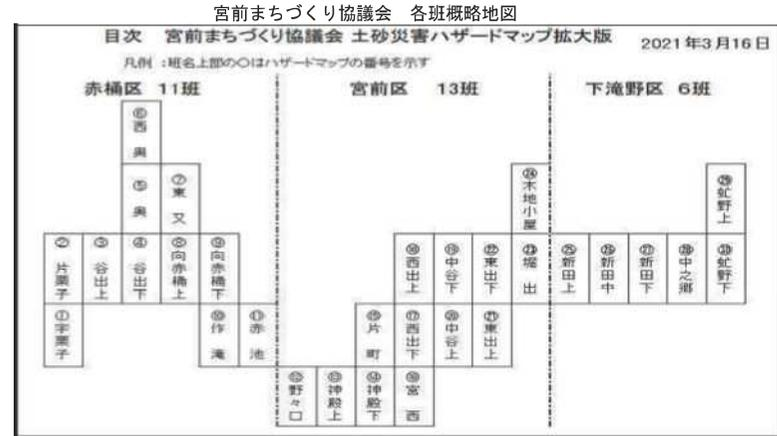 宮前まちづくり協議会 各班概略地図
目次 宮前まちづくり協議会 土砂災害ハザードマップ拡大版 2021年3月16日
凡例 :班名上部の〇はハザードマップの番号を示す
赤桶区 11班 宮前区 13班 下滝野区 6班
⑥西奥
⑤奥
⑦東又
㉔木地小屋
㉙虻野上
②片栗子
③谷出上
④谷出下
⑧向赤桶上
⑨向赤桶下
⑱西出上
⑲中谷下
㉒東出下
㉓堀出
㉕新田上
㉖新田中
㉗新田下
㉘中之郷
㉚虻野下
①宇栗子
⑩作滝
⑪赤池
⑮片町
⑰西出下
⑳中谷上
㉑東出上
⑫野々口
⑬神殿上
⑭神殿下
⑯宮西